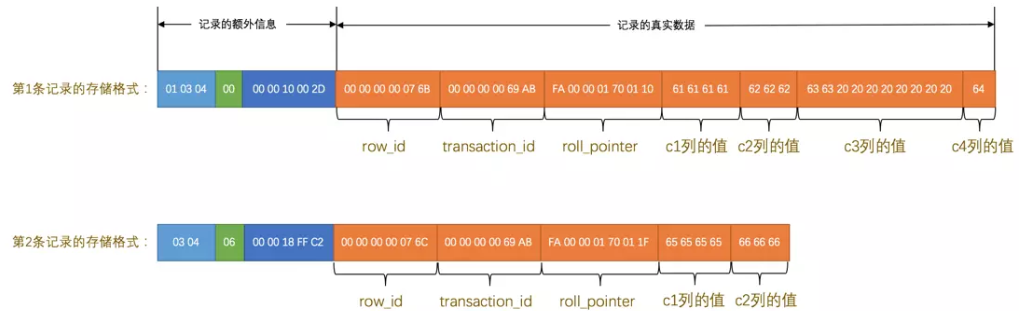 记录的额外信息 记录的真实数据
第1条记录的存储格式： 01 03 04 00 00 00 10 00 2D 00 00 00 00 07 6B 00 00 00 00 69 AB FA 00 00 01 70 01 10 61 61 61 61 62 62 62 63 63 20 20 20 20 20 20 20 20 64
row_id transaction_id roll_pointer c1列的值 c2列的值 c3列的值 c4列的值
第2条记录的存储格式： 03 04 06 00 00 18 FF C2 00 00 00 00 07 6C 00 00 00 00 69 AB FA 00 00 01 70 01 1F 65 65 65 65 66 66 66
row_id transaction_id roll_pointer c1列的值 c2列的值